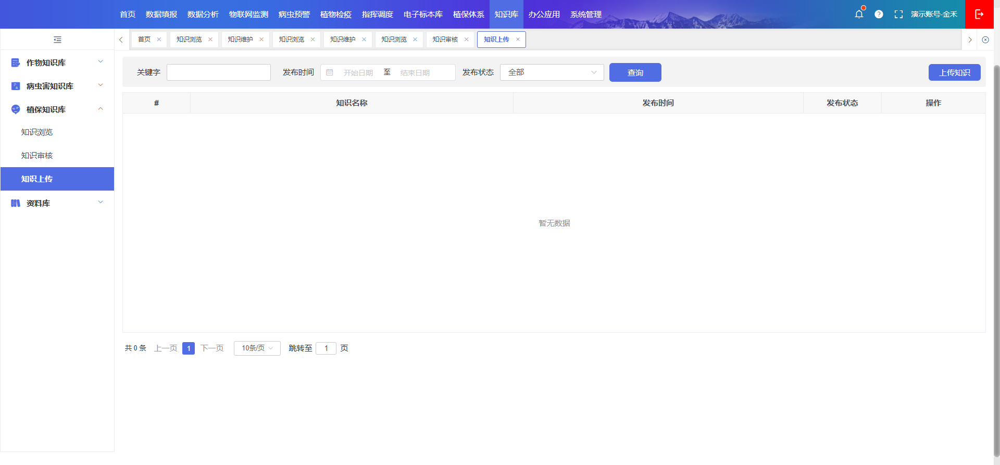 首页 数据填报 数据分析 物联网监测 病虫预警 植物检疫 指挥调度 电子标本库 植保体系 知识库 办公应用 系统管理 演示账号-金禾
首页 知识浏览 知识维护 知识浏览 知识维护 知识浏览 知识审核 知识上传
作物知识库
病虫害知识库
植保知识库
知识浏览
知识审核
知识上传
资料库
关键字 发布时间 开始日期 至 结束日期 发布状态 全部 查询 上传知识
# 知识名称 发布时间 发布状态 操作
暂无数据
共 0 条 上一页 1 下一页 10条/页 跳转至 1 页